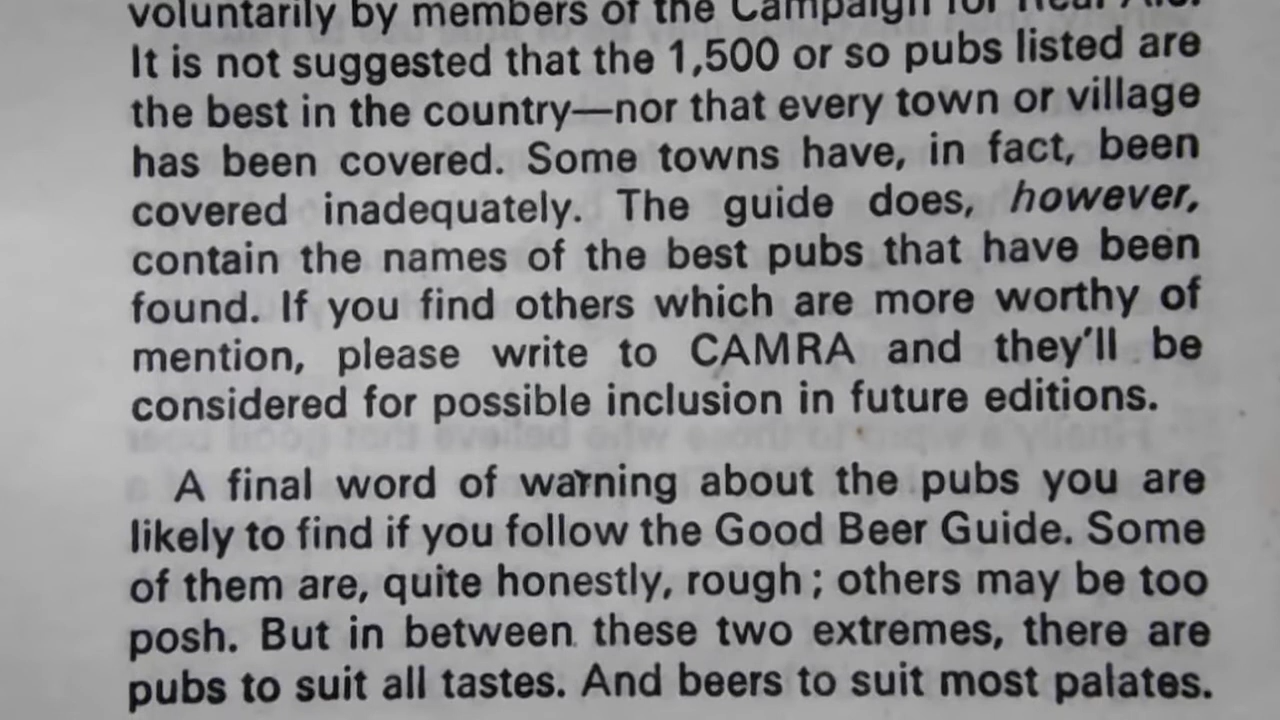 voluntarily by members of the Campaign for Real Ale.
It is not suggested that the 1,500 or so pubs listed are
the best in the country—nor that every town or village
has been covered. Some towns have, in fact, been
covered inadequately. The guide does, however,
contain the names of the best pubs that have been
found. If you find others which are more worthy of
mention, please write to CAMRA and they'll be
considered for possible inclusion in future editions.
A final word of warning about the pubs you are
likely to find if you follow the Good Beer Guide. Some
of them are, quite honestly, rough; others may be too
posh. But in between these two extremes, there are
pubs to suit all tastes. And beers to suit most palates.